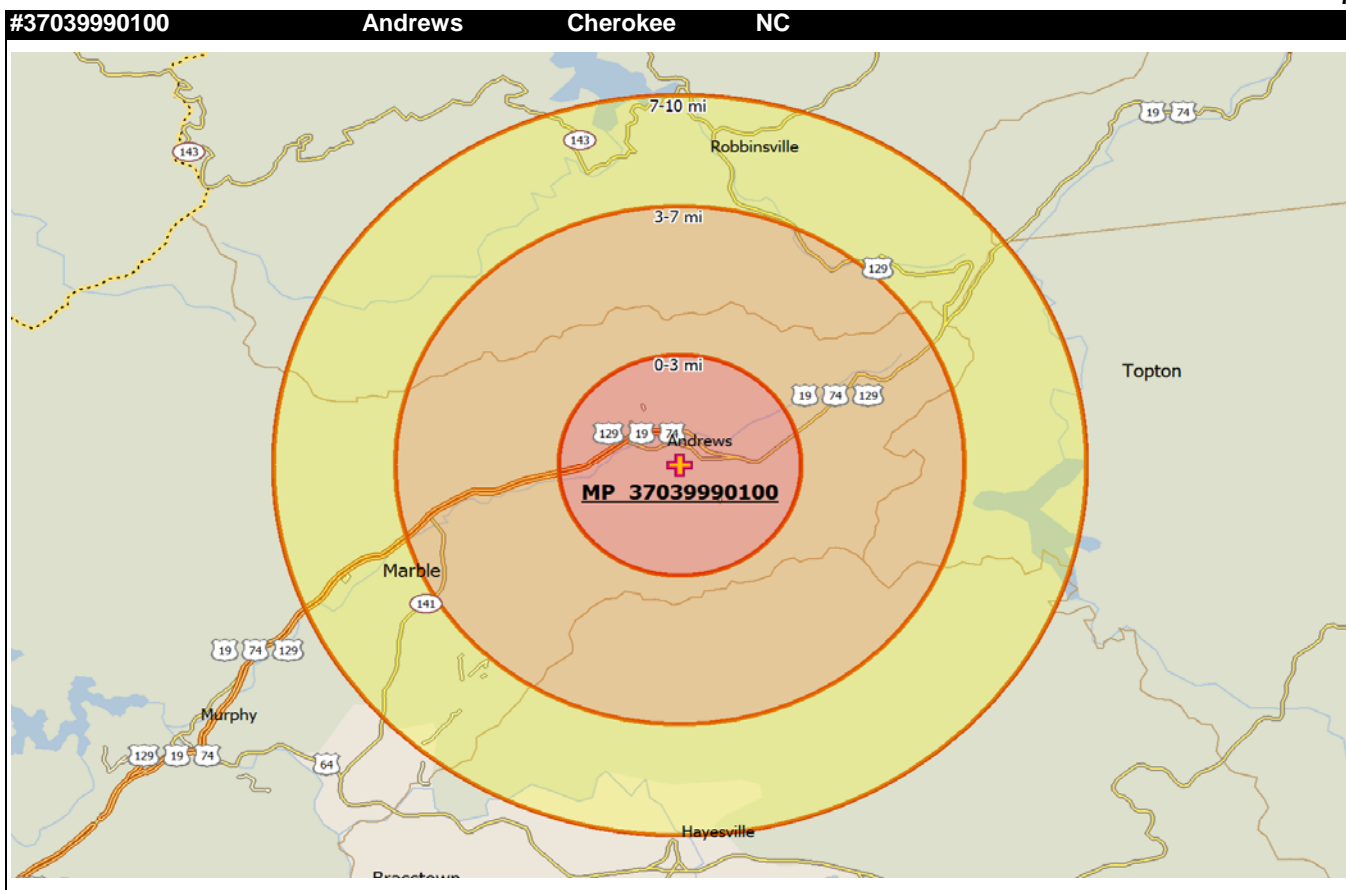 #37039990100 Andrews Cherokee NC
7-10 mi
19 74
143
143
Robbinsville
3-7 mi
129
0-3 mi
Topton
19 74 129
129 19 74
Andrews
MP 37039990100
Marble
141
19 74 129
Murphy
129 19 74
64
Hayesville